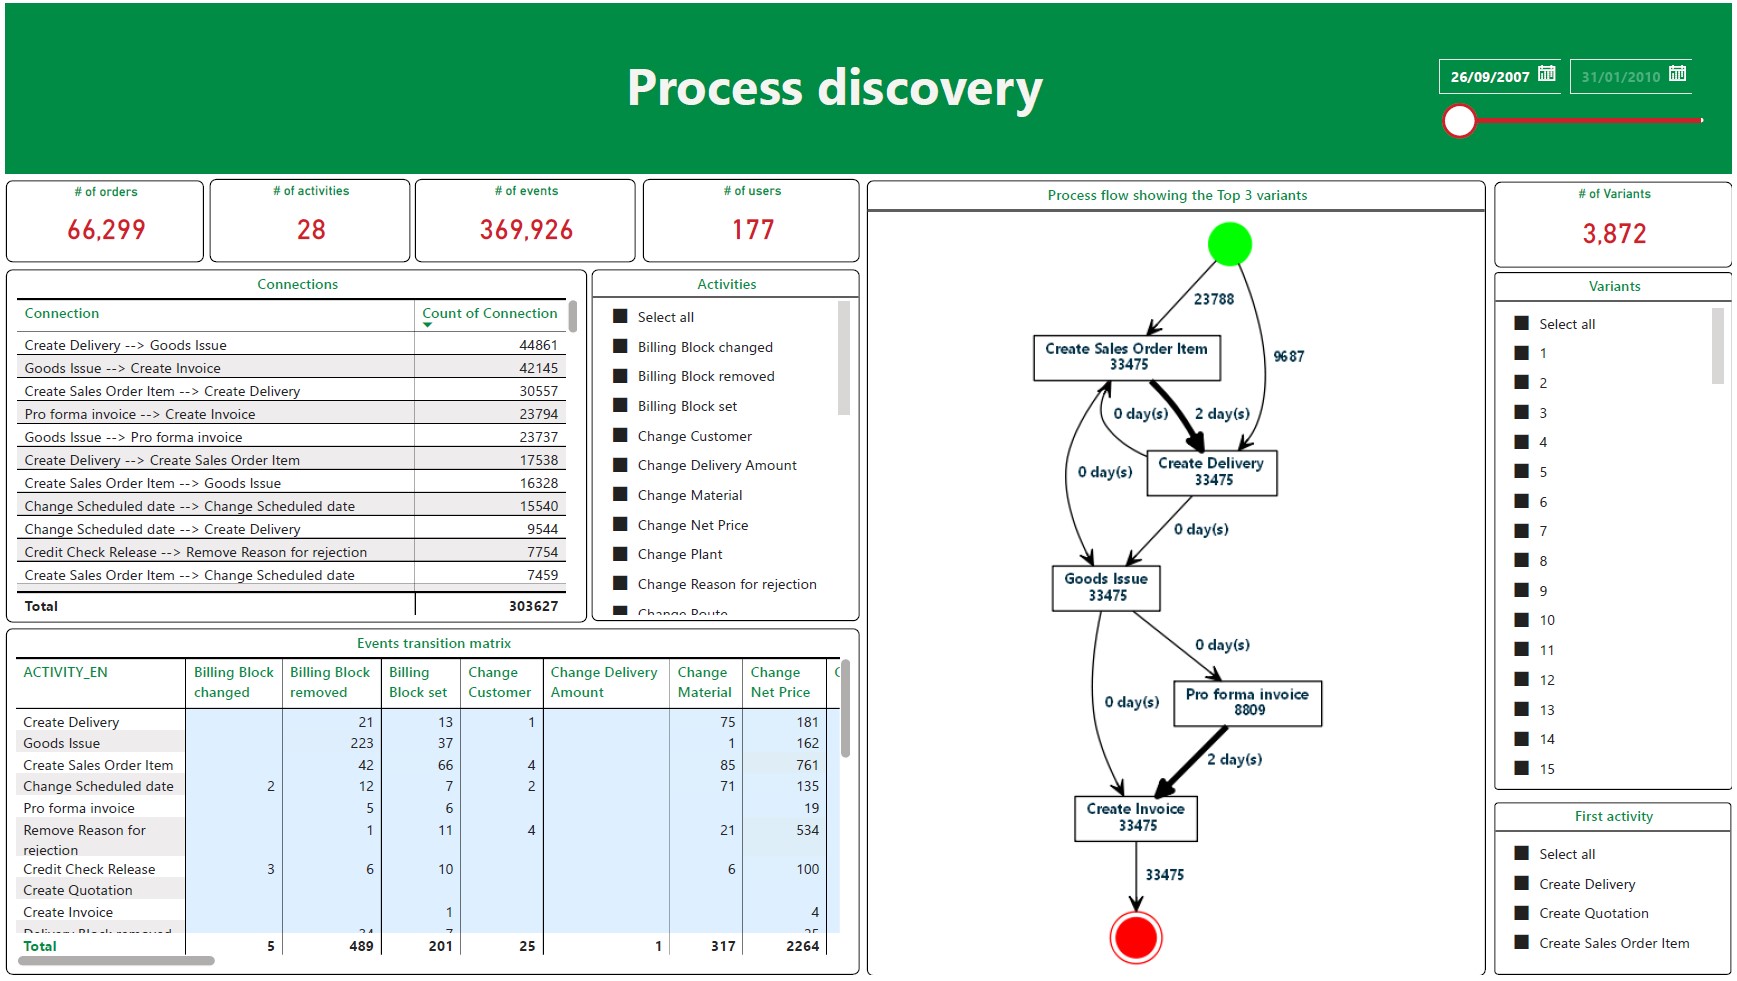 Process discovery
26/09/2007
31/01/2010
# of orders
66,299
# of activities
28
# of events
369,926
# of users
177
# of Variants
3,872
Connections
Connection Count of Connection
Create Delivery --> Goods Issue 44861
Goods Issue --> Create Invoice 42145
Create Sales Order Item --> Create Delivery 30557
Pro forma invoice --> Create Invoice 23794
Goods Issue --> Pro forma invoice 23737
Create Delivery --> Create Sales Order Item 17538
Create Sales Order Item --> Goods Issue 16328
Change Scheduled date --> Change Scheduled date 15540
Change Scheduled date --> Create Delivery 9544
Credit Check Release --> Remove Reason for rejection 7754
Create Sales Order Item --> Change Scheduled date 7459
Total 303627
Activities
Select all
Billing Block changed
Billing Block removed
Billing Block set
Change Customer
Change Delivery Amount
Change Material
Change Net Price
Change Plant
Change Reason for rejection
Change Route
Events transition matrix
ACTIVITY_EN Billing Block Billing Block Billing Change Change Delivery Change Change
changed removed Block set Customer Amount Material Net Price
Create Delivery 21 13 1 75 181
Goods Issue 223 37 1 162
Create Sales Order Item 42 66 4 85 761
Change Scheduled date 2 12 7 2 71 135
Pro forma invoice 5 6 19
Remove Reason for 1 11 4 21 534
rejection
Credit Check Release 3 6 10 6 100
Create Quotation
Create Invoice 1 4
Delivery Block removed 34 7 25
Total 5 489 201 25 1 317 2264
Process flow showing the Top 3 variants
23788
Create Sales Order Item
33475
9687
0 day(s)
2 day(s)
Create Delivery
33475
0 day(s)
0 day(s)
Goods Issue
33475
0 day(s)
Pro forma invoice
8809
0 day(s)
2 day(s)
Create Invoice
33475
33475
Variants
Select all
1
2
3
4
5
6
7
8
9
10
11
12
13
14
15
First activity
Select all
Create Delivery
Create Quotation
Create Sales Order Item